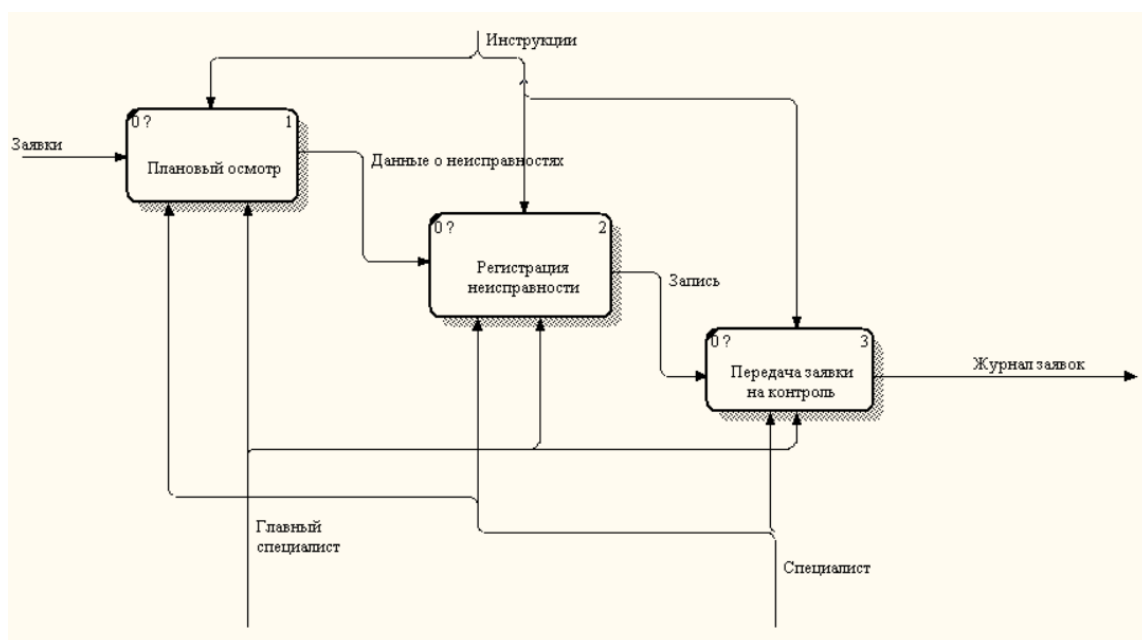 Инструкции
0 ?
1
Заявки
Плановый осмотр
Данные о неисправностях
0 ?
2
Регистрация
неисправности
Запись
0 ?
3
Передача заявки
на контроль
Журнал заявок
Главный
специалист
Специалист